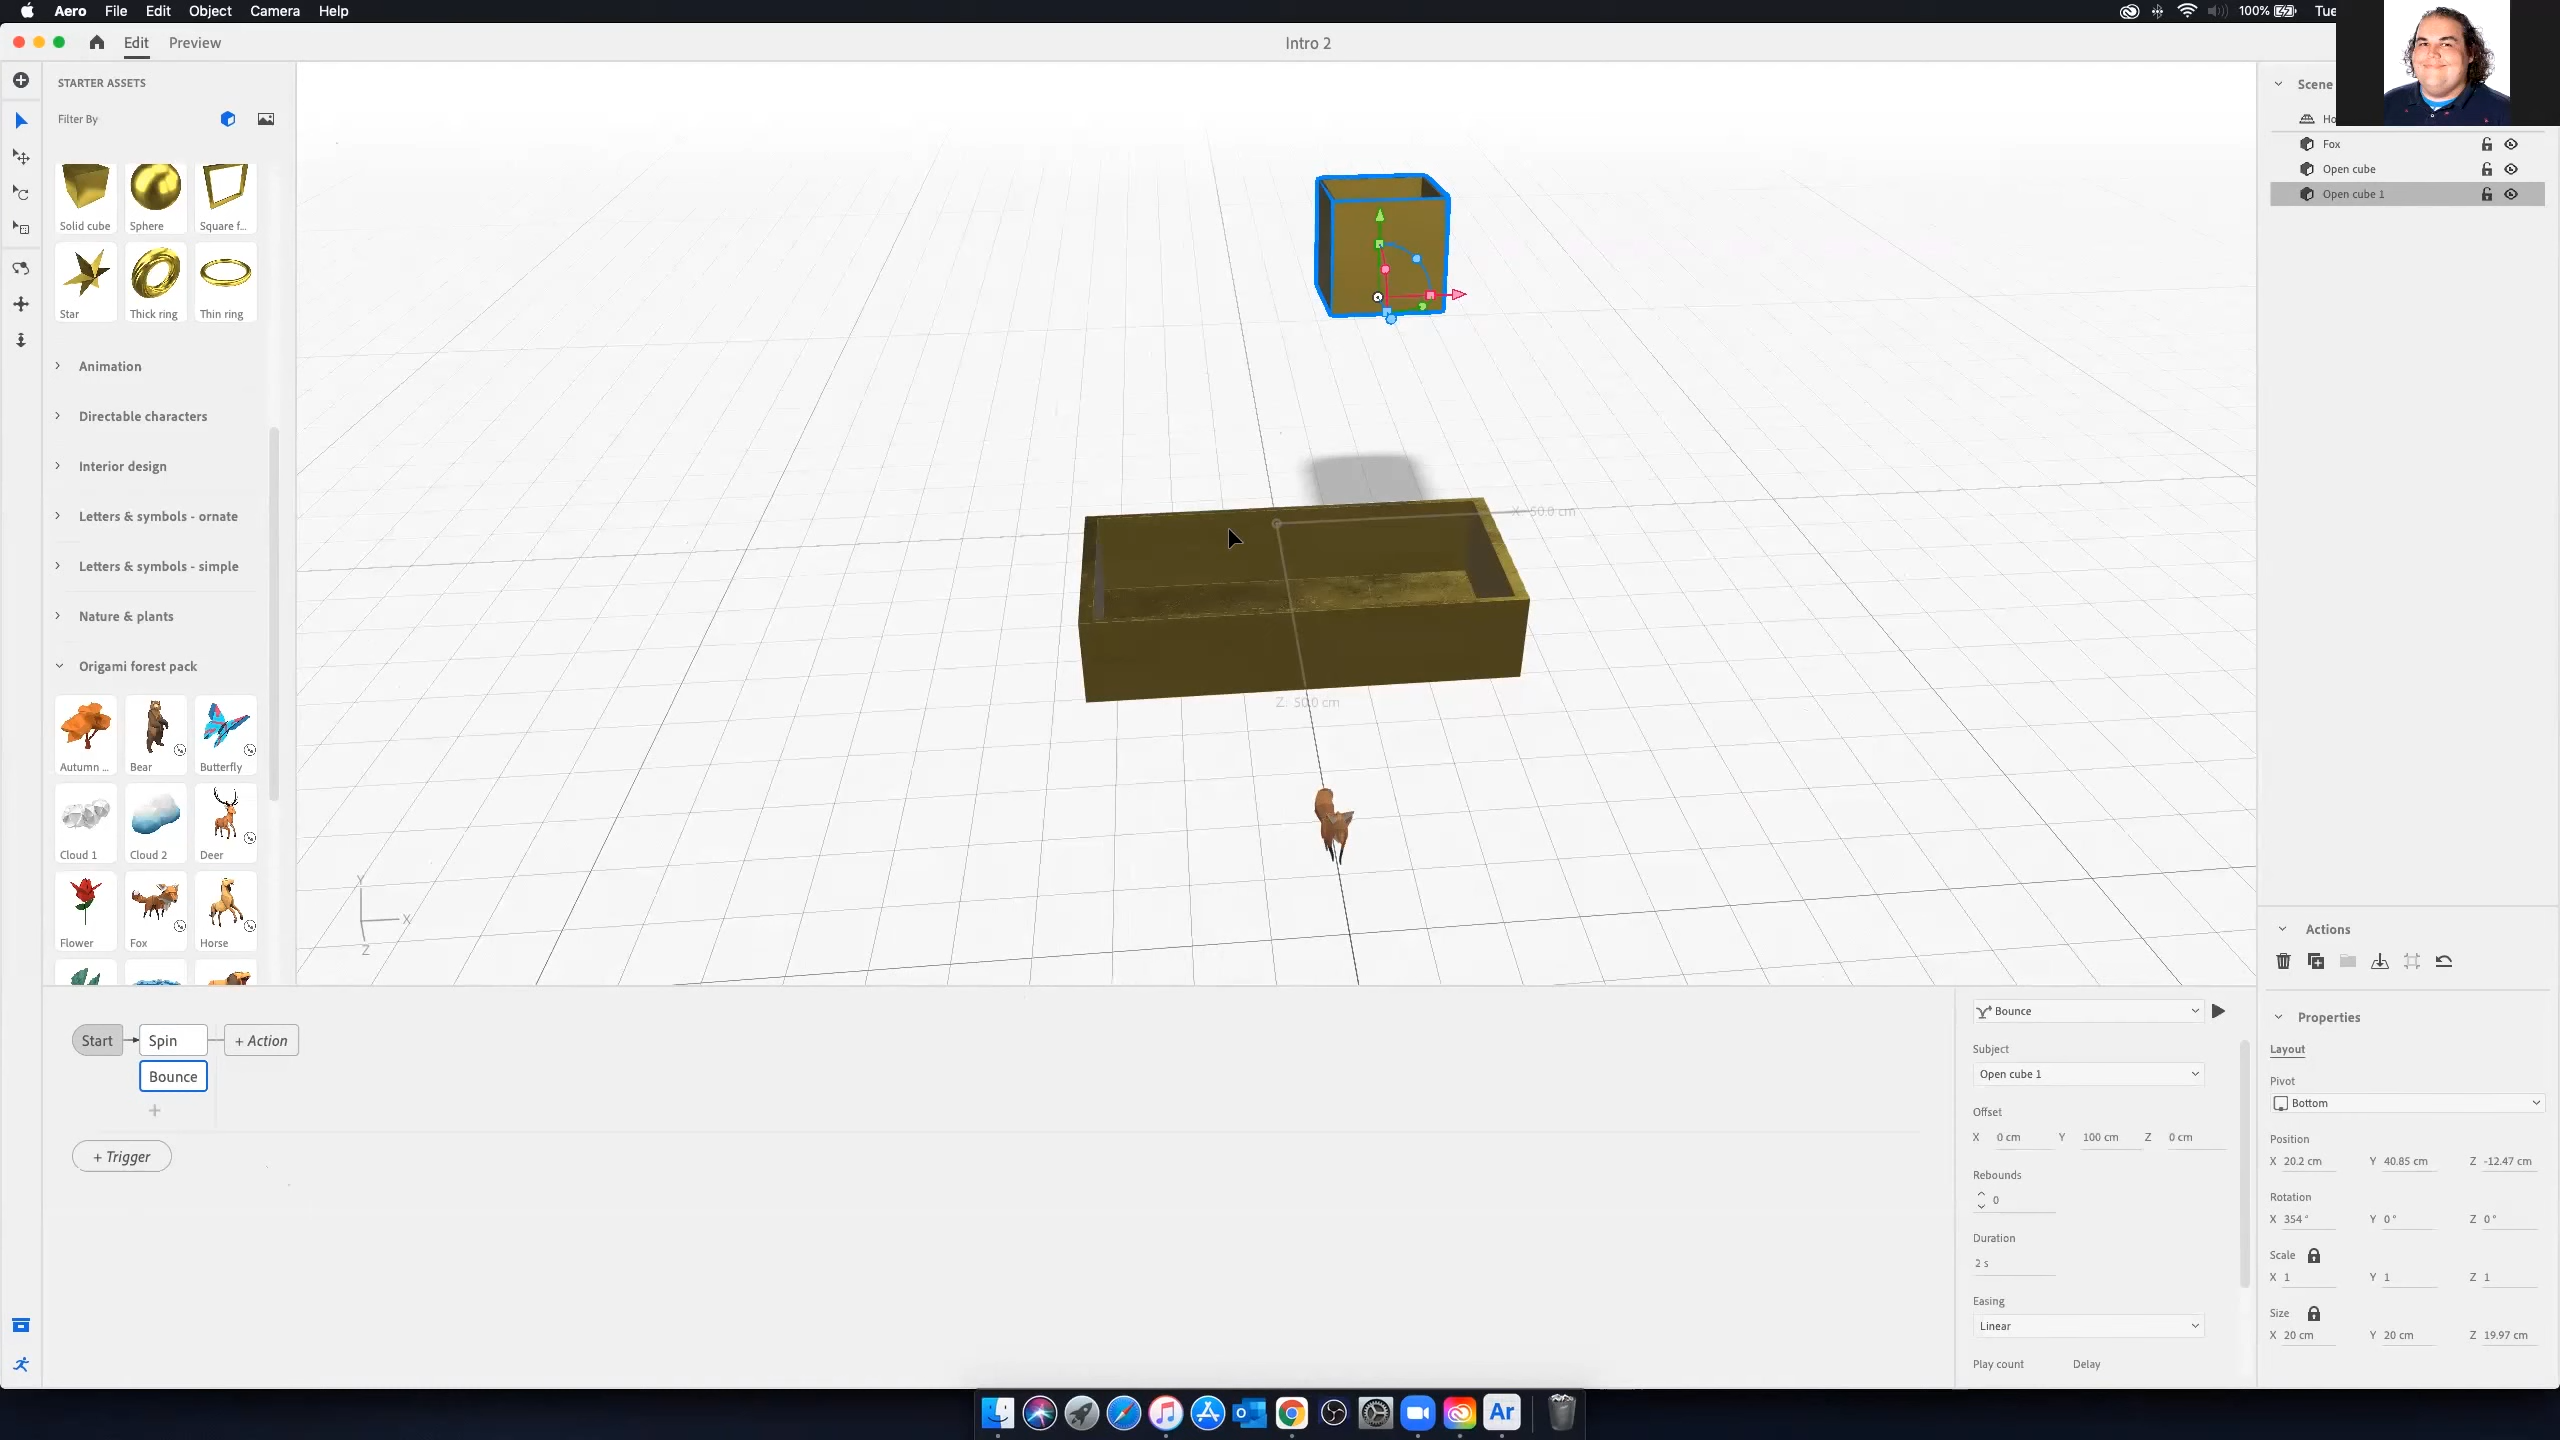 Aero File Edit Object Camera Help 100% Tue
Edit Preview Intro 2
STARTER ASSETS
Filter By
Solid cube Sphere Square f...
Star Thick ring Thin ring
Animation
Directable characters
Interior design
Letters & symbols - ornate
Letters & symbols - simple
Nature & plants
Origami forest pack
Autumn ... Bear Butterfly
Cloud 1 Cloud 2 Deer
Flower Fox Horse
X 50.0 cm
Z 50.0 cm
Y
X
Z
Scene
Ho
Fox
Open cube
Open cube 1
Actions
Properties
Layout
Pivot
Bottom
Position
X 20.2 cm Y 40.85 cm Z -12.47 cm
Rotation
X 354° Y 0° Z 0°
Scale
X 1 Y 1 Z 1
Size
X 20 cm Y 20 cm Z 19.97 cm
Start Spin + Action
Bounce
+
+ Trigger
Bounce
Subject
Open cube 1
Offset
X 0 cm Y 100 cm Z 0 cm
Rebounds
0
Duration
2 s
Easing
Linear
Play count Delay
Ar